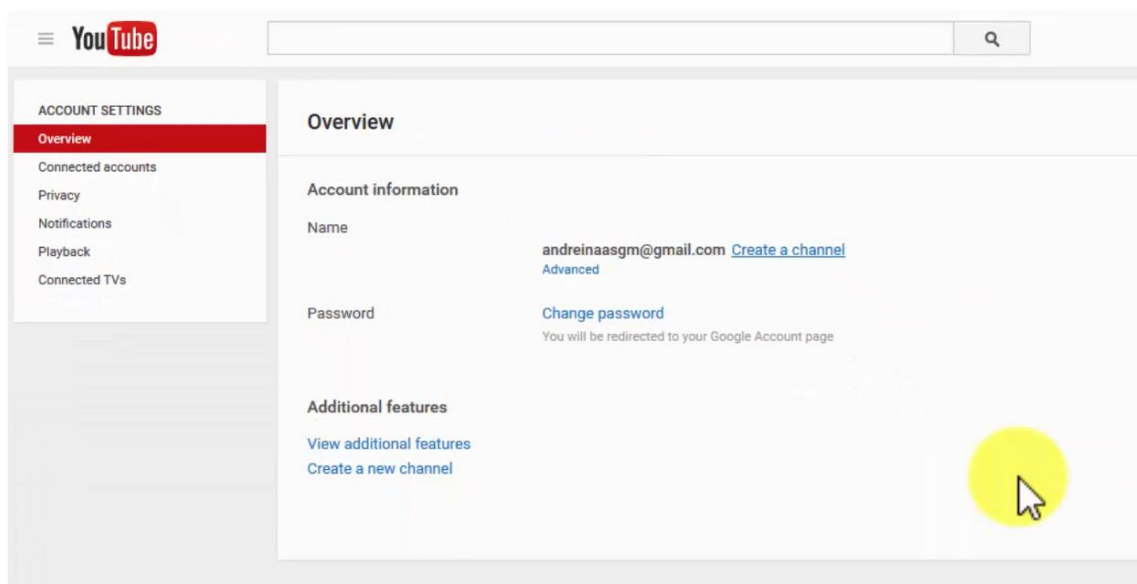 YouTube
ACCOUNT SETTINGS
Overview
Connected accounts
Privacy
Notifications
Playback
Connected TVs
Overview
Account information
Name
andreinaasgm@gmail.com Create a channel
Advanced
Password Change password
You will be redirected to your Google Account page
Additional features
View additional features
Create a new channel